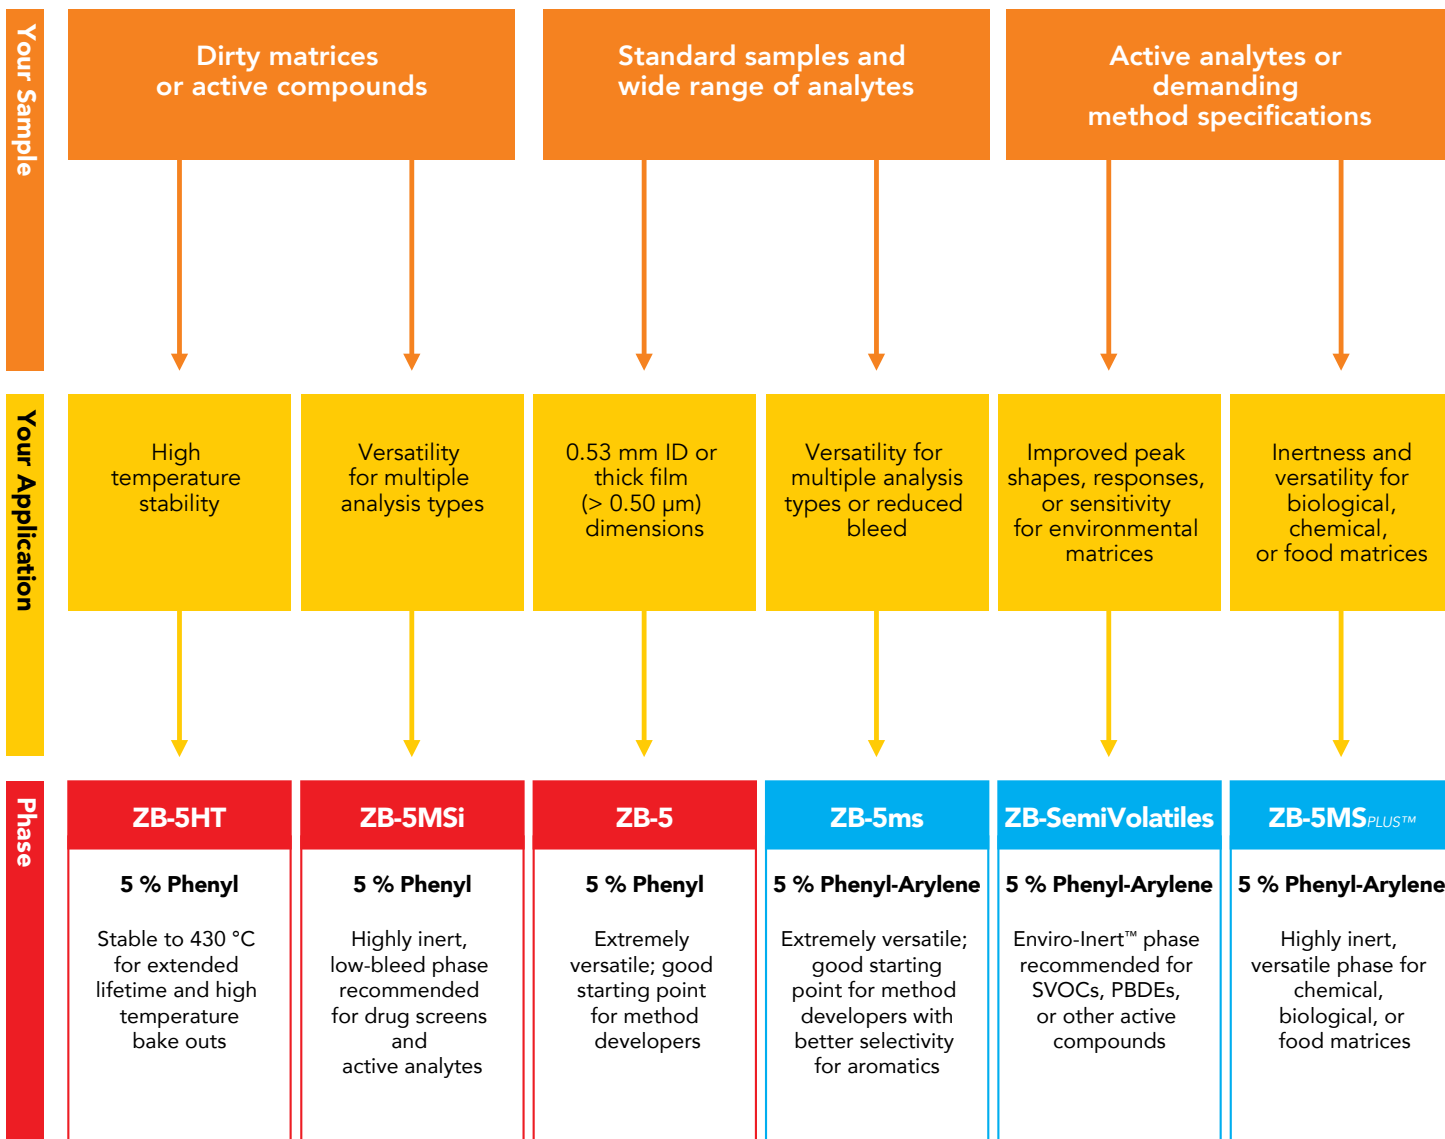 Your Sample
Dirty matrices
or active compounds
Standard samples and
wide range of analytes
Active analytes or
demanding
method specifications
Your Application
High
temperature
stability
Versatility
for multiple
analysis types
0.53 mm ID or
thick film
(> 0.50 µm)
dimensions
Versatility for
multiple analysis
types or reduced
bleed
Improved peak
shapes, responses,
or sensitivity
for environmental
matrices
Inertness and
versatility for
biological,
chemical,
or food matrices
Phase
ZB-5HT
5 % Phenyl
Stable to 430 °C
for extended
lifetime and high
temperature
bake outs
ZB-5MSi
5 % Phenyl
Highly inert,
low-bleed phase
recommended
for drug screens
and
active analytes
ZB-5
5 % Phenyl
Extremely
versatile; good
starting point
for method
developers
ZB-5ms
5 % Phenyl-Arylene
Extremely versatile;
good starting
point for method
developers with
better selectivity
for aromatics
ZB-SemiVolatiles
5 % Phenyl-Arylene
Enviro-Inert™ phase
recommended for
SVOCs, PBDEs,
or other active
compounds
ZB-5MSPLUS™
5 % Phenyl-Arylene
Highly inert,
versatile phase for
chemical,
biological, or
food matrices